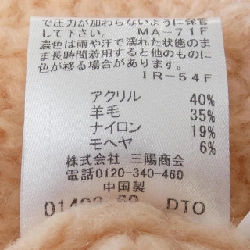 で圧力が加わらないように保管
して下さい。 MA-71F
濃色は雨や汗で濡れた状態のま
ま長時間着用すると他のものに
色が移る場合があります。
IR-54F
アクリル 40%
羊毛 35%
ナイロン 19%
モヘヤ 6%
株式会社 三陽商会
電話0120-340-460
中国製
DTO